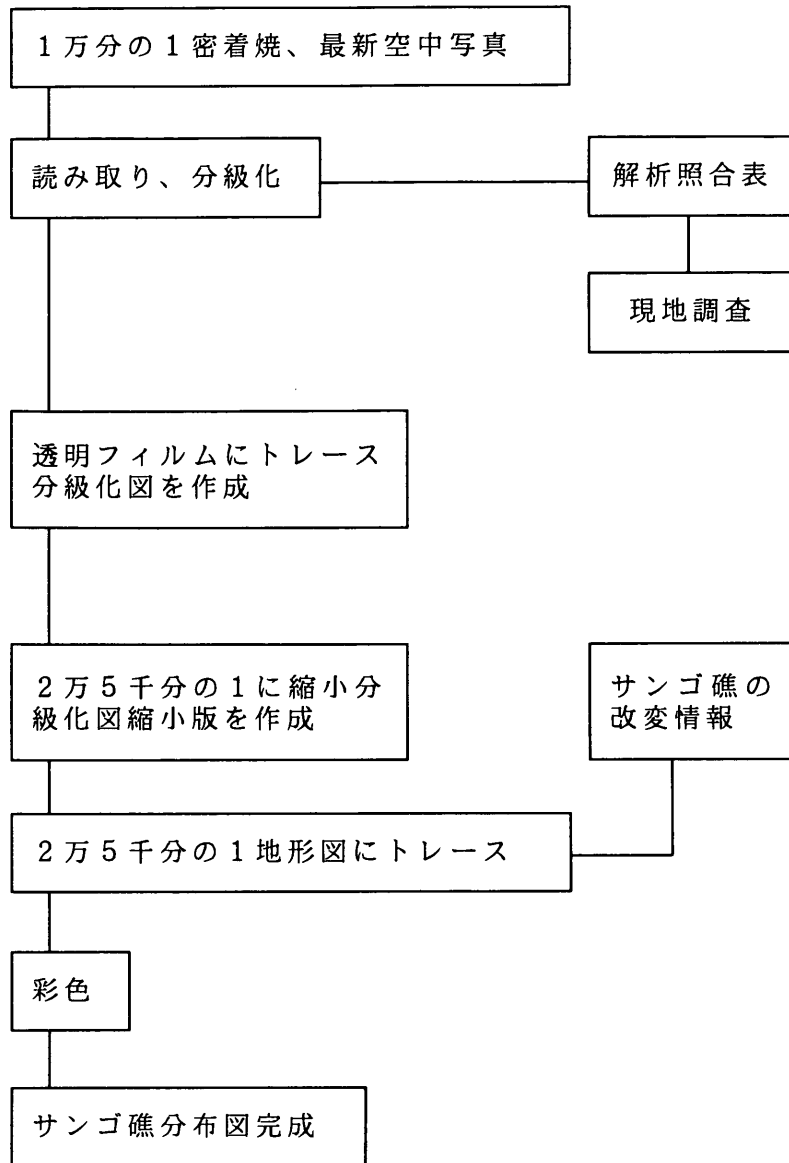 １万分の１密着焼、最新空中写真
読み取り、分級化
解析照合表
現地調査
透明フィルムにトレース
分級化図を作成
２万５千分の１に縮小分
級化図縮小版を作成
サンゴ礁の
改変情報
２万５千分の１地形図にトレース
彩色
サンゴ礁分布図完成